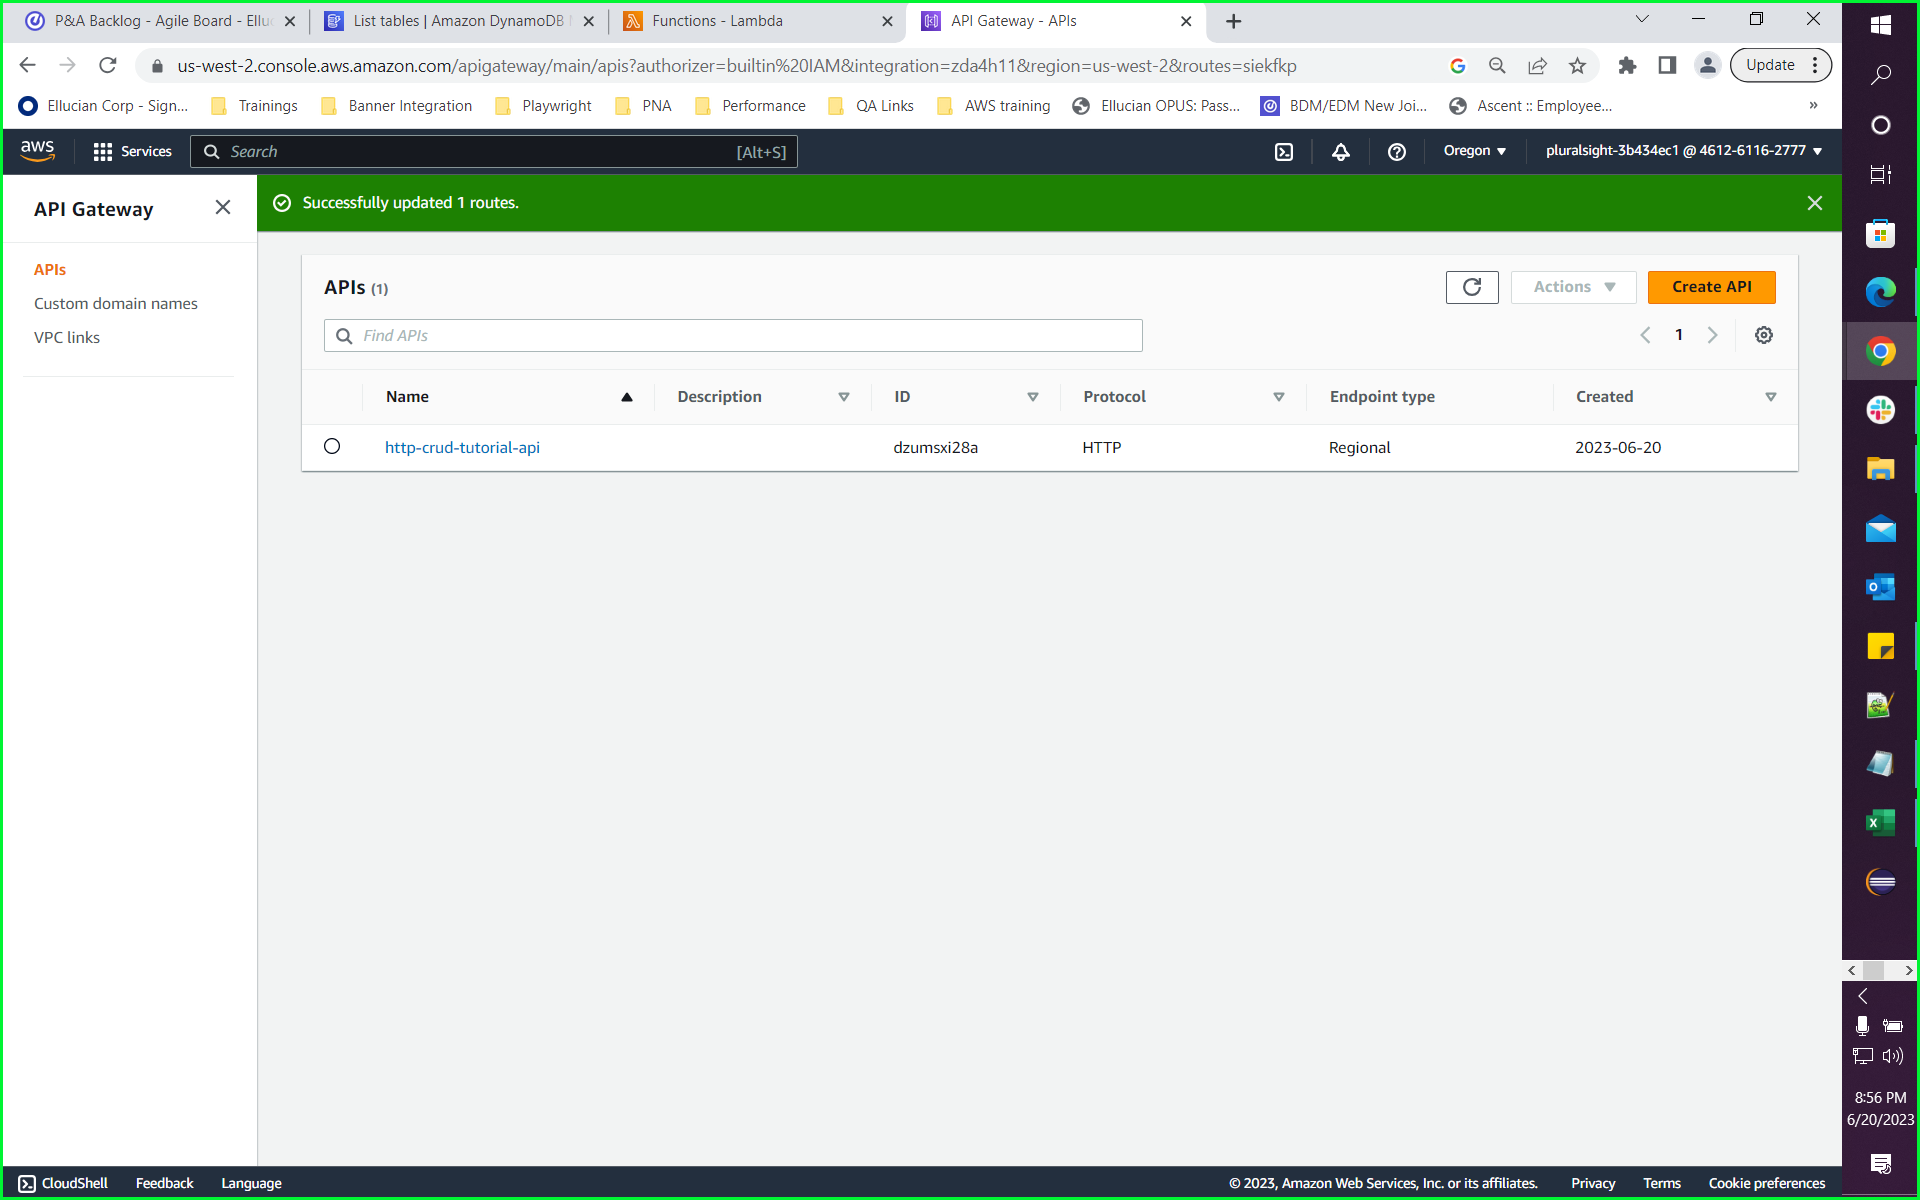 P&A Backlog - Agile Board - Elluc
List tables | Amazon DynamoDB
Functions - Lambda
API Gateway - APIs
us-west-2.console.aws.amazon.com/apigateway/main/apis?authorizer=builtin%20IAM&integration=zda4h11&region=us-west-2&routes=siekfkp
Update
Ellucian Corp - Sign...
Trainings
Banner Integration
Playwright
PNA
Performance
QA Links
AWS training
Ellucian OPUS: Pass...
BDM/EDM New Joi...
Ascent :: Employee...
»
aws
Services
Search
[Alt+S]
Oregon
pluralsight-3b434ec1 @ 4612-6116-2777
API Gateway
APIs
Custom domain names
VPC links
Successfully updated 1 routes.
APIs (1)
Actions
Create API
Find APIs
1
Name
Description
ID
Protocol
Endpoint type
Created
http-crud-tutorial-api
dzumsxi28a
HTTP
Regional
2023-06-20
8:56 PM
6/20/2023
CloudShell
Feedback
Language
© 2023, Amazon Web Services, Inc. or its affiliates.
Privacy
Terms
Cookie preferences